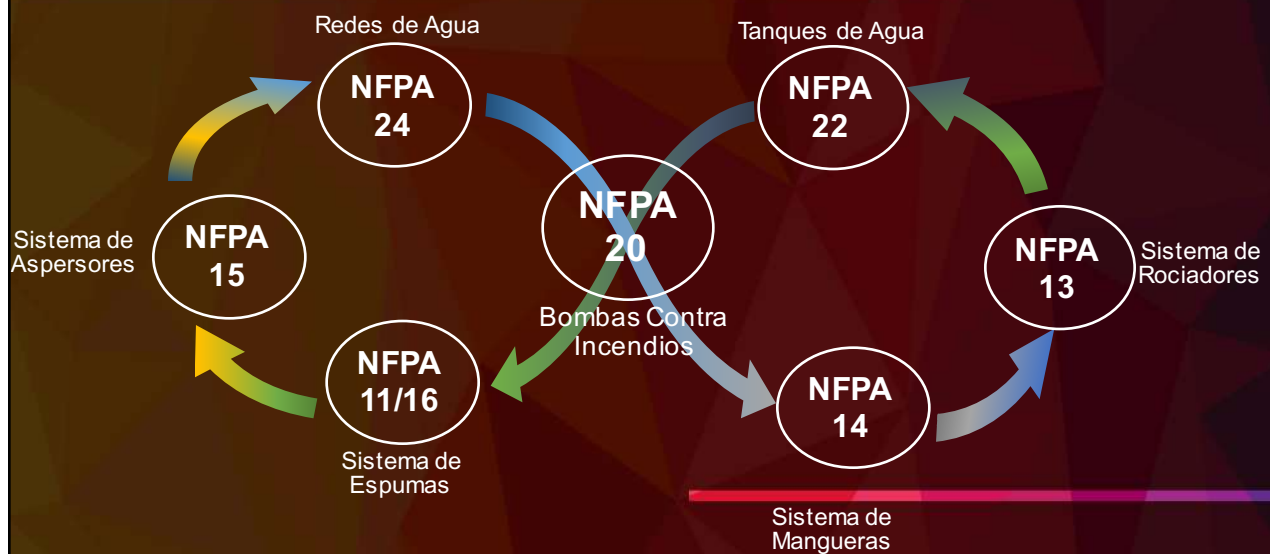 Redes de Agua
NFPA
24
Tanques de Agua
NFPA
22
NFPA
20
Bombas Contra
Incendios
Sistema de
Aspersores
NFPA
15
NFPA
13
Sistema de
Rociadores
NFPA
11/16
Sistema de
Espumas
NFPA
14
Sistema de
Mangueras